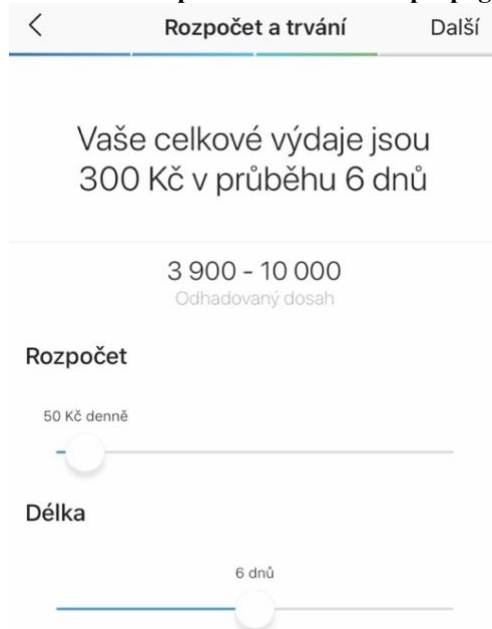 Rozpočet a trvání Další
Vaše celkové výdaje jsou
300 Kč v průběhu 6 dnů
3 900 - 10 000
Odhadovaný dosah
Rozpočet
50 Kč denně
Délka
6 dnů